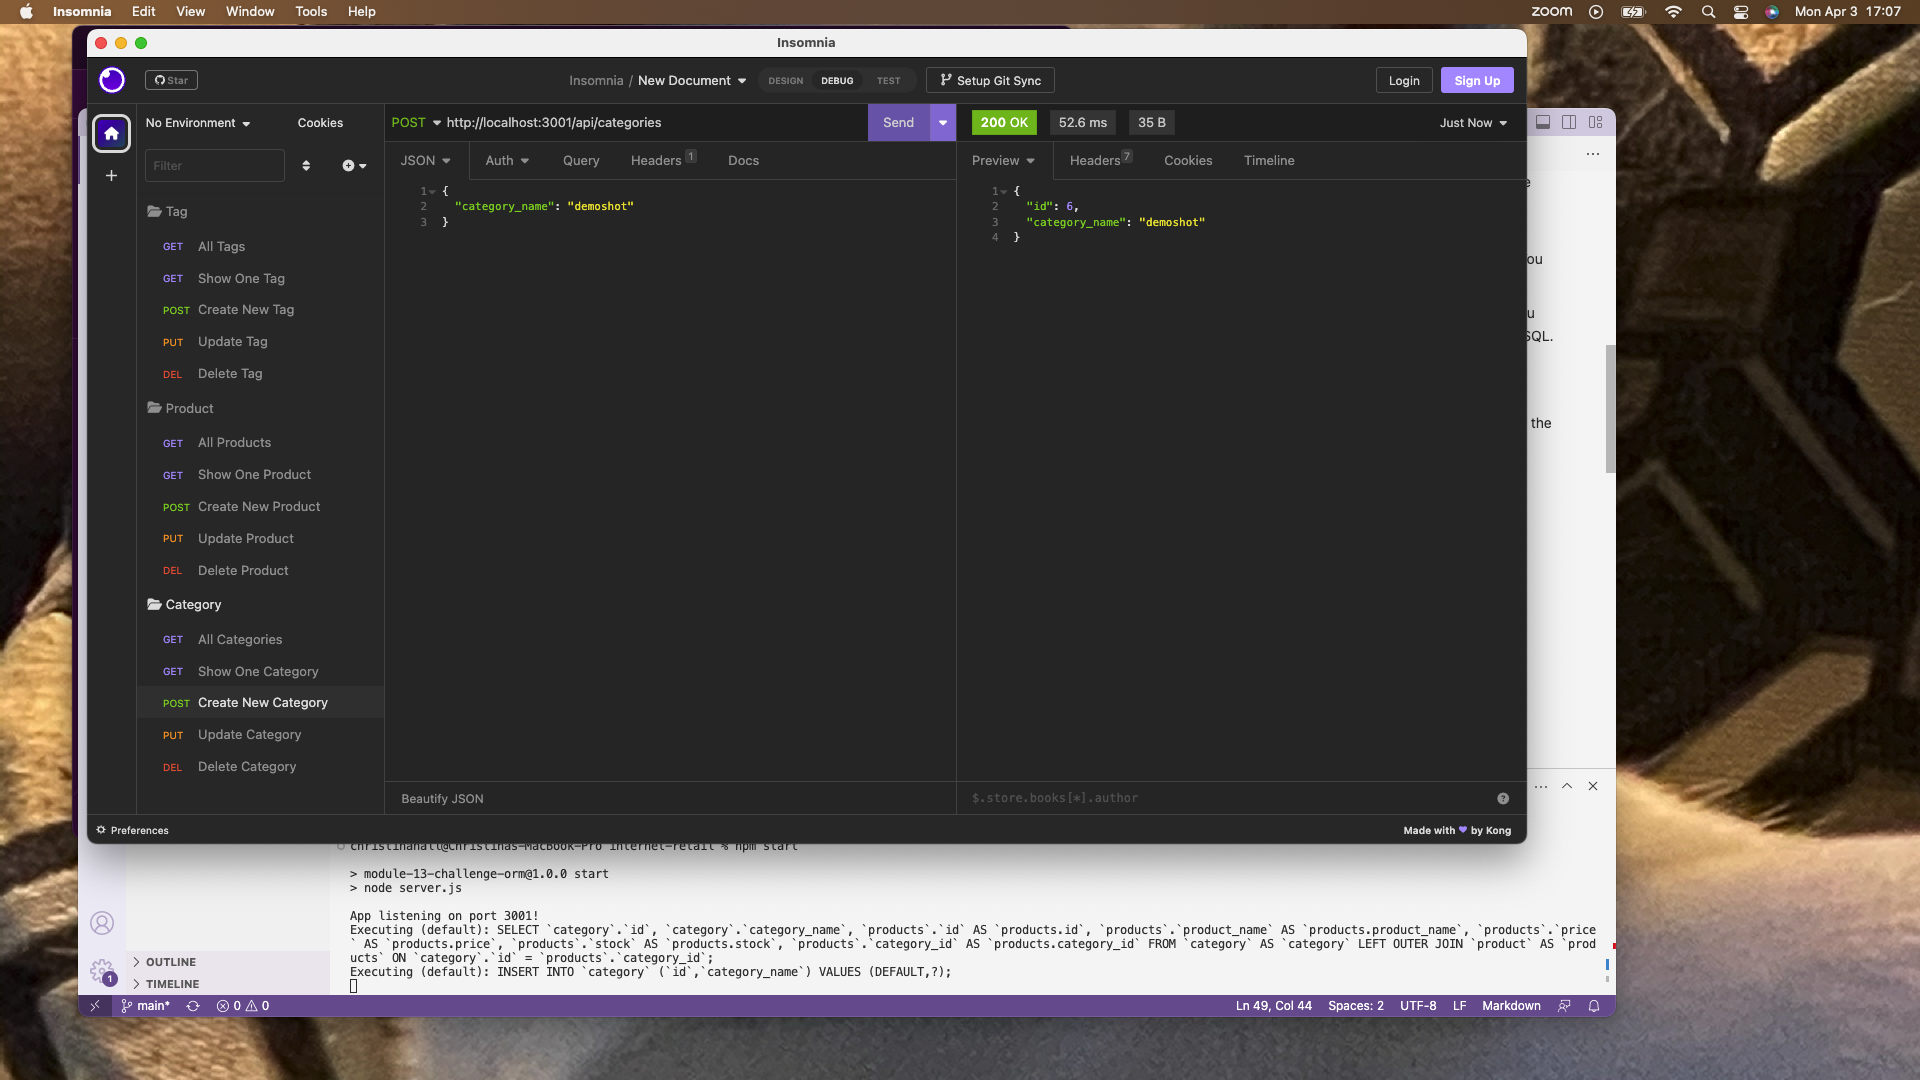 Insomnia Edit View Window Tools Help zoom Mon Apr 3 17:07
Insomnia
Star Insomnia / New Document DESIGN DEBUG TEST Setup Git Sync Login Sign Up
No Environment Cookies POST http://localhost:3001/api/categories Send 200 OK 52.6 ms 35 B Just Now
Filter JSON Auth Query Headers 1 Docs Preview Headers 7 Cookies Timeline
1 {
2 "category_name": "demoshot"
3 }
1 {
2 "id": 6,
3 "category_name": "demoshot"
4 }
Tag
GET All Tags
GET Show One Tag
POST Create New Tag
PUT Update Tag
DEL Delete Tag
Product
GET All Products
GET Show One Product
POST Create New Product
PUT Update Product
DEL Delete Product
Category
GET All Categories
GET Show One Category
POST Create New Category
PUT Update Category
DEL Delete Category
Beautify JSON $.store.books[*].author
Preferences Made with ❤ by Kong
ou
u
SQL.
the
christinahall@Christinas-MacBook-Pro internet-retail % npm start
> module-13-challenge-orm@1.0.0 start
> node server.js
App listening on port 3001!
Executing (default): SELECT `category`.`id`, `category`.`category_name`, `products`.`id` AS `products.id`, `products`.`product_name` AS `products.product_name`, `products`.`price
` AS `products.price`, `products`.`stock` AS `products.stock`, `products`.`category_id` AS `products.category_id` FROM `category` AS `category` LEFT OUTER JOIN `product` AS `prod
ucts` ON `category`.`id` = `products`.`category_id`;
Executing (default): INSERT INTO `category` (`id`,`category_name`) VALUES (DEFAULT,?);
OUTLINE
TIMELINE
1
main* 0 0 Ln 49, Col 44 Spaces: 2 UTF-8 LF Markdown